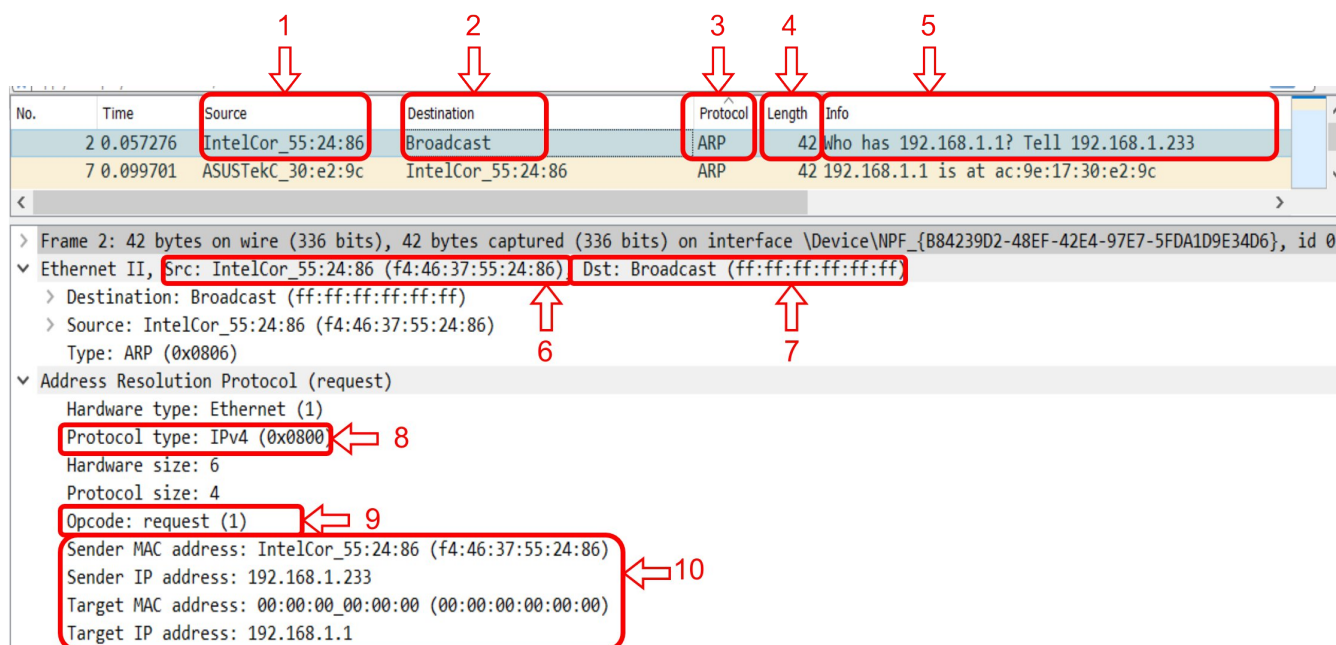 1 2 3 4 5
No. Time Source Destination Protocol Length Info
2 0.057276 IntelCor_55:24:86 Broadcast ARP 42 Who has 192.168.1.1? Tell 192.168.1.233
7 0.099701 ASUSTekC_30:e2:9c IntelCor_55:24:86 ARP 42 192.168.1.1 is at ac:9e:17:30:e2:9c
Frame 2: 42 bytes on wire (336 bits), 42 bytes captured (336 bits) on interface \Device\NPF_{B84239D2-48EF-42E4-97E7-5FDA1D9E34D6}, id 0
Ethernet II, Src: IntelCor_55:24:86 (f4:46:37:55:24:86), Dst: Broadcast (ff:ff:ff:ff:ff:ff)
Destination: Broadcast (ff:ff:ff:ff:ff:ff)
Source: IntelCor_55:24:86 (f4:46:37:55:24:86)
Type: ARP (0x0806)
6 7
Address Resolution Protocol (request)
Hardware type: Ethernet (1)
Protocol type: IPv4 (0x0800) 8
Hardware size: 6
Protocol size: 4
Opcode: request (1) 9
Sender MAC address: IntelCor_55:24:86 (f4:46:37:55:24:86)
Sender IP address: 192.168.1.233 10
Target MAC address: 00:00:00_00:00:00 (00:00:00:00:00:00)
Target IP address: 192.168.1.1